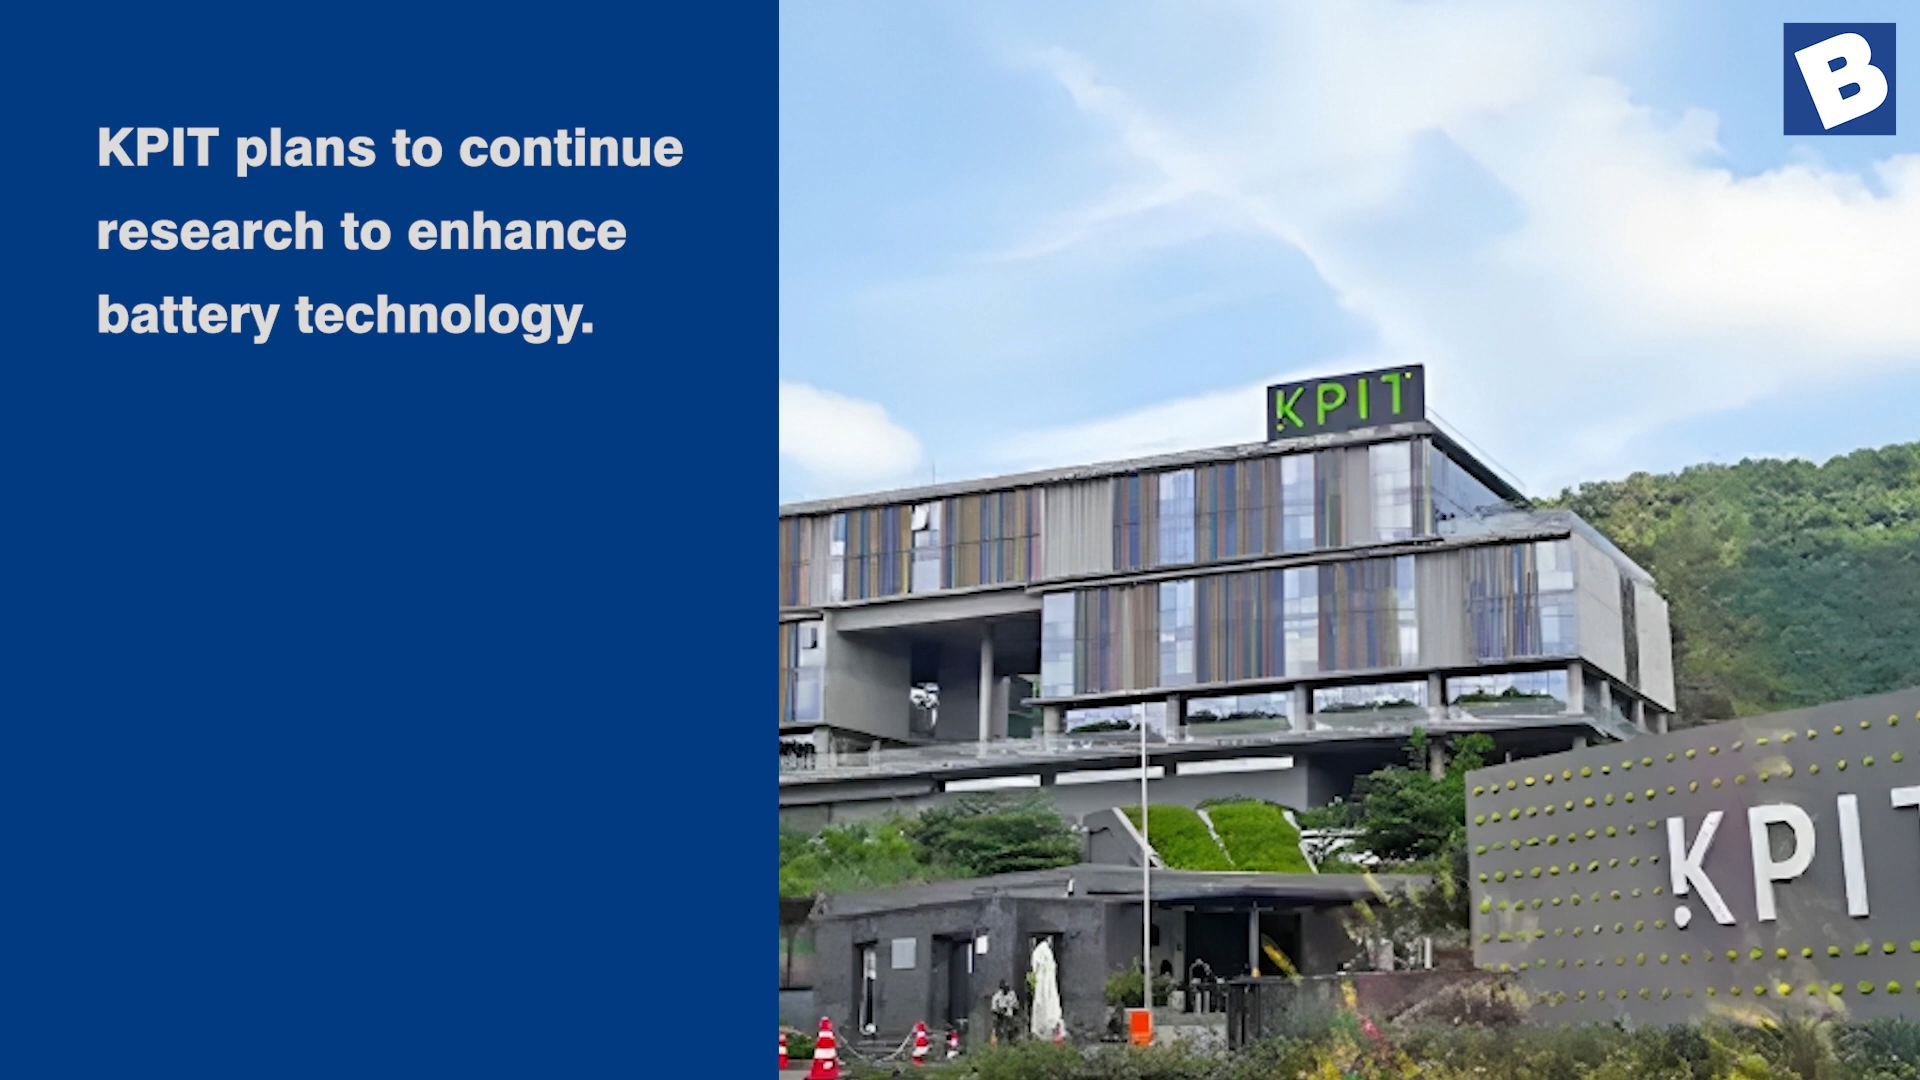 KPIT plans to continue
research to enhance
battery technology.
B
KPIT
KPIT